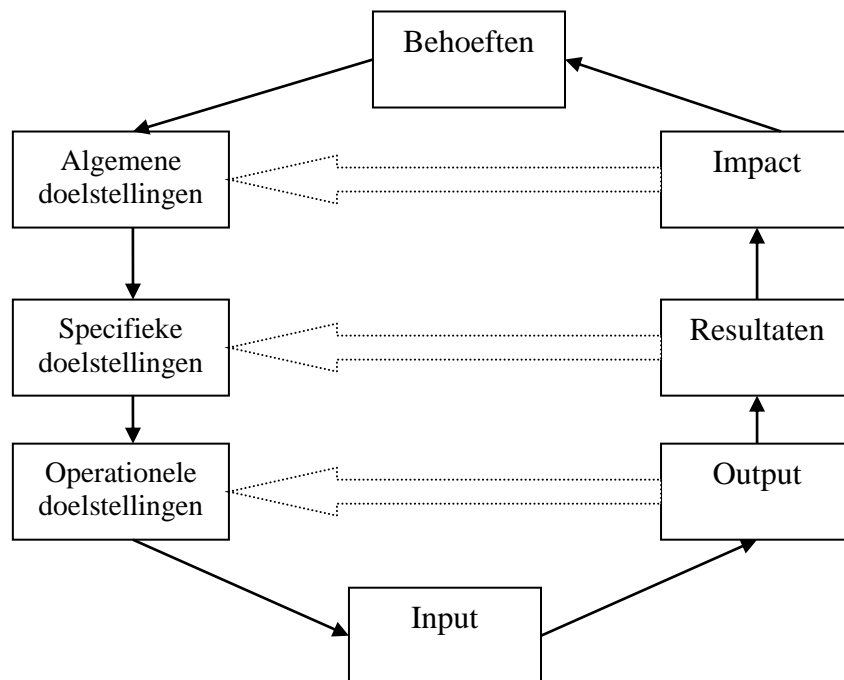 Behoeften
Algemene
doelstellingen
Impact
Specifieke
doelstellingen
Resultaten
Operationele
doelstellingen
Output
Input